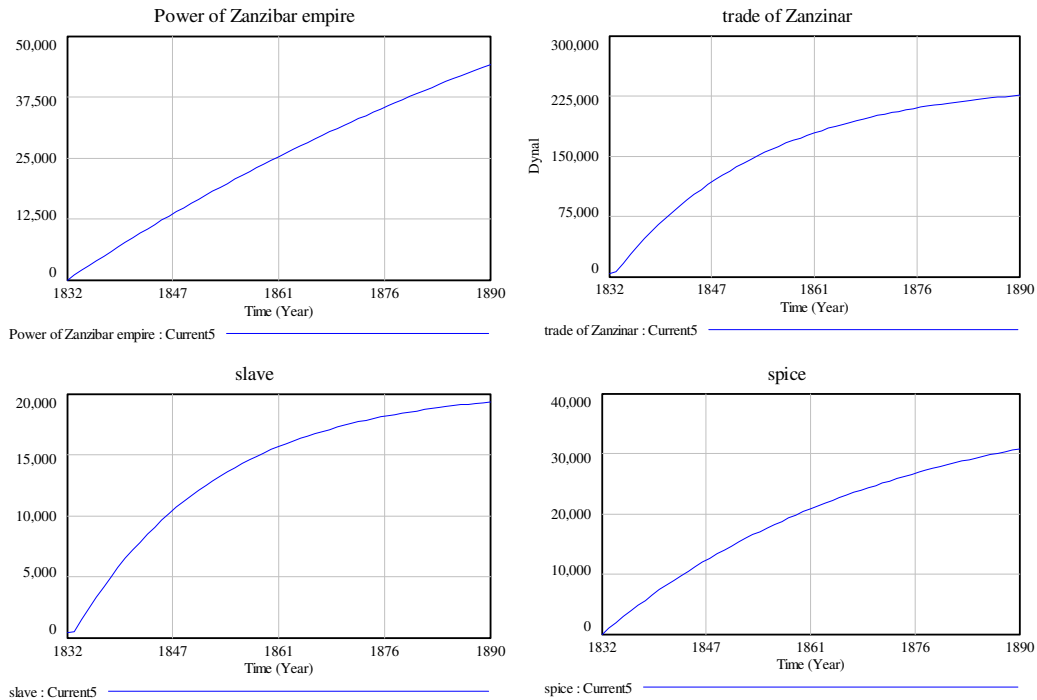 Power of Zanzibar empire
50,000
37,500
25,000
12,500
0
1832 1847 1861 1876 1890
Time (Year)
Power of Zanzibar empire : Current5
trade of Zanzinar
300,000
225,000
150,000
75,000
0
Dynal
1832 1847 1861 1876 1890
Time (Year)
trade of Zanzinar : Current5
slave
20,000
15,000
10,000
5,000
0
1832 1847 1861 1876 1890
Time (Year)
slave : Current5
spice
40,000
30,000
20,000
10,000
0
1832 1847 1861 1876 1890
Time (Year)
spice : Current5